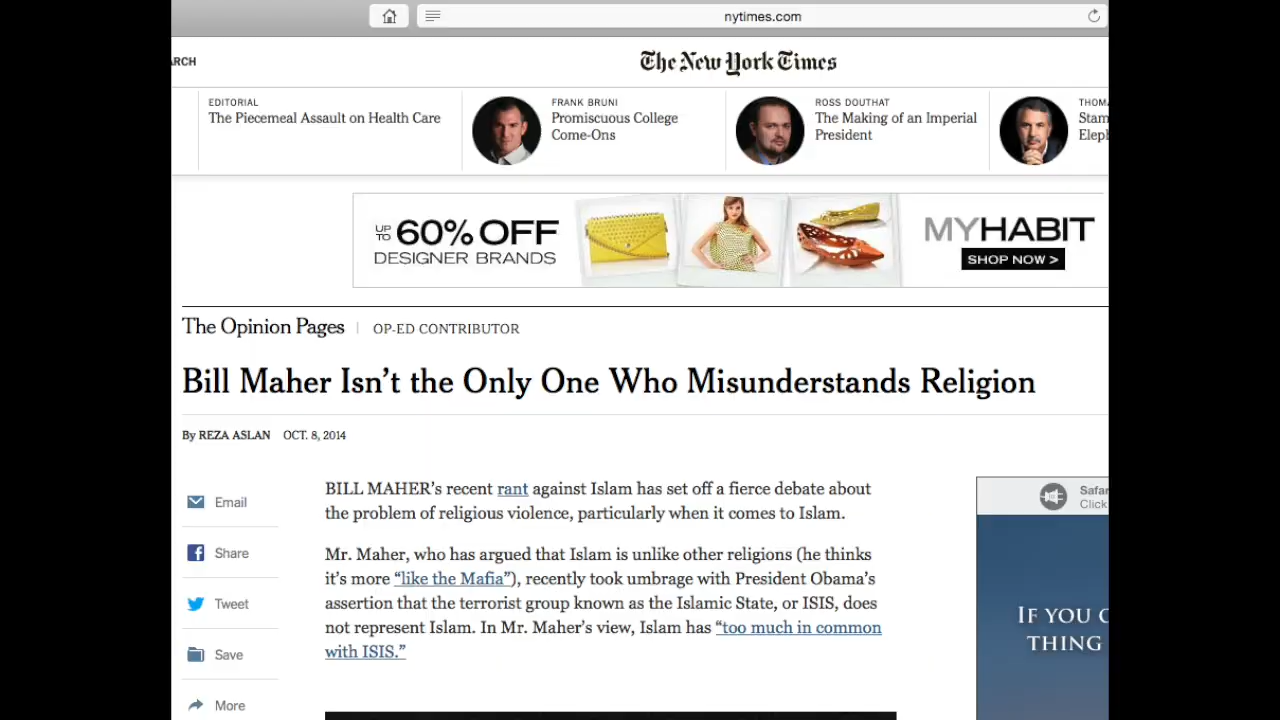 nytimes.com
ARCH
The New York Times
EDITORIAL
The Piecemeal Assault on Health Care
FRANK BRUNI
Promiscuous College
Come-Ons
ROSS DOUTHAT
The Making of an Imperial
President
THOM
Stam
Elep
UP TO 60% OFF
DESIGNER BRANDS
MYHABIT
SHOP NOW >
The Opinion Pages | OP-ED CONTRIBUTOR
Bill Maher Isn't the Only One Who Misunderstands Religion
By REZA ASLAN OCT. 8, 2014
Email
Share
Tweet
Save
More
BILL MAHER's recent rant against Islam has set off a fierce debate about
the problem of religious violence, particularly when it comes to Islam.
Mr. Maher, who has argued that Islam is unlike other religions (he thinks
it's more “like the Mafia”), recently took umbrage with President Obama's
assertion that the terrorist group known as the Islamic State, or ISIS, does
not represent Islam. In Mr. Maher's view, Islam has “too much in common
with ISIS.”
Safar
Click
IF YOU
THING